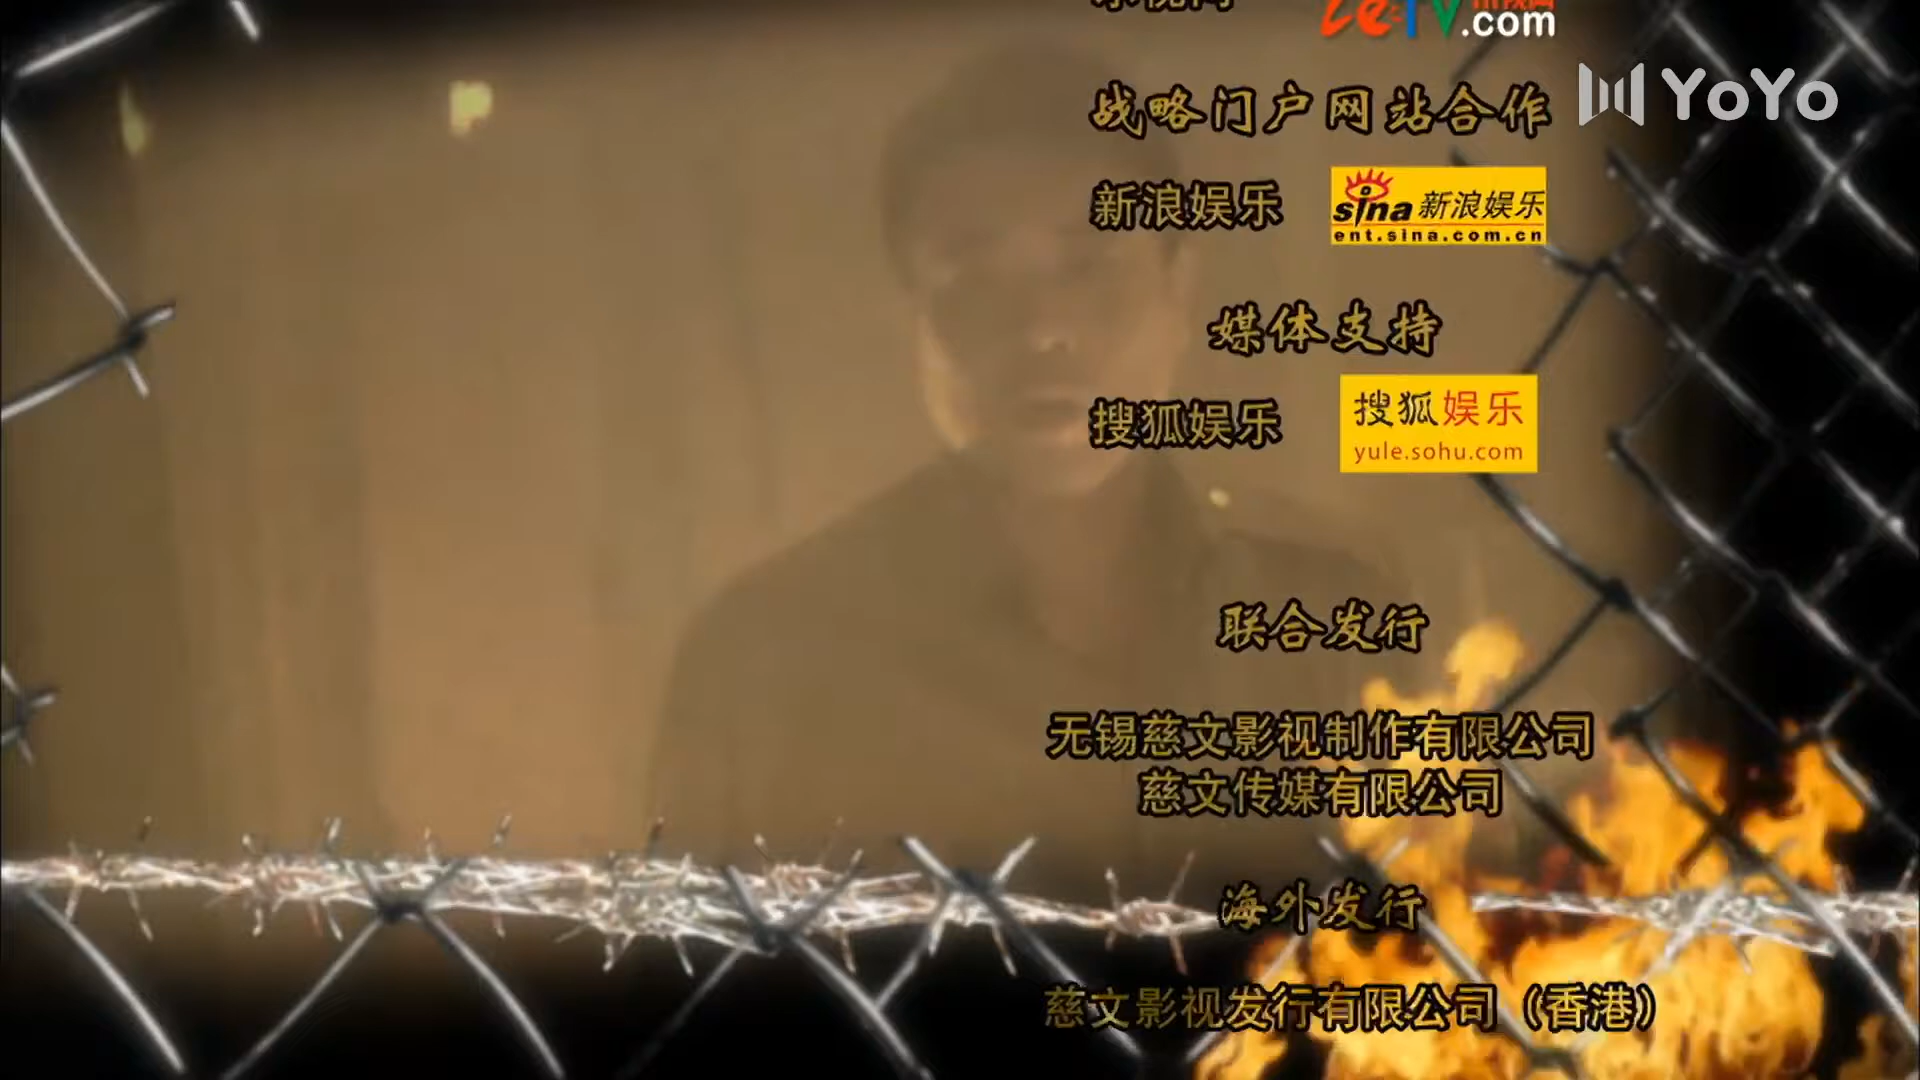 .com
YoYo
战略门户网站合作
新浪娱乐
sina 新浪娱乐
ent.sina.com.cn
媒体支持
搜狐娱乐
搜狐娱乐
yule.sohu.com
联合发行
无锡慈文影视制作有限公司
慈文传媒有限公司
海外发行
慈文影视发行有限公司（香港）